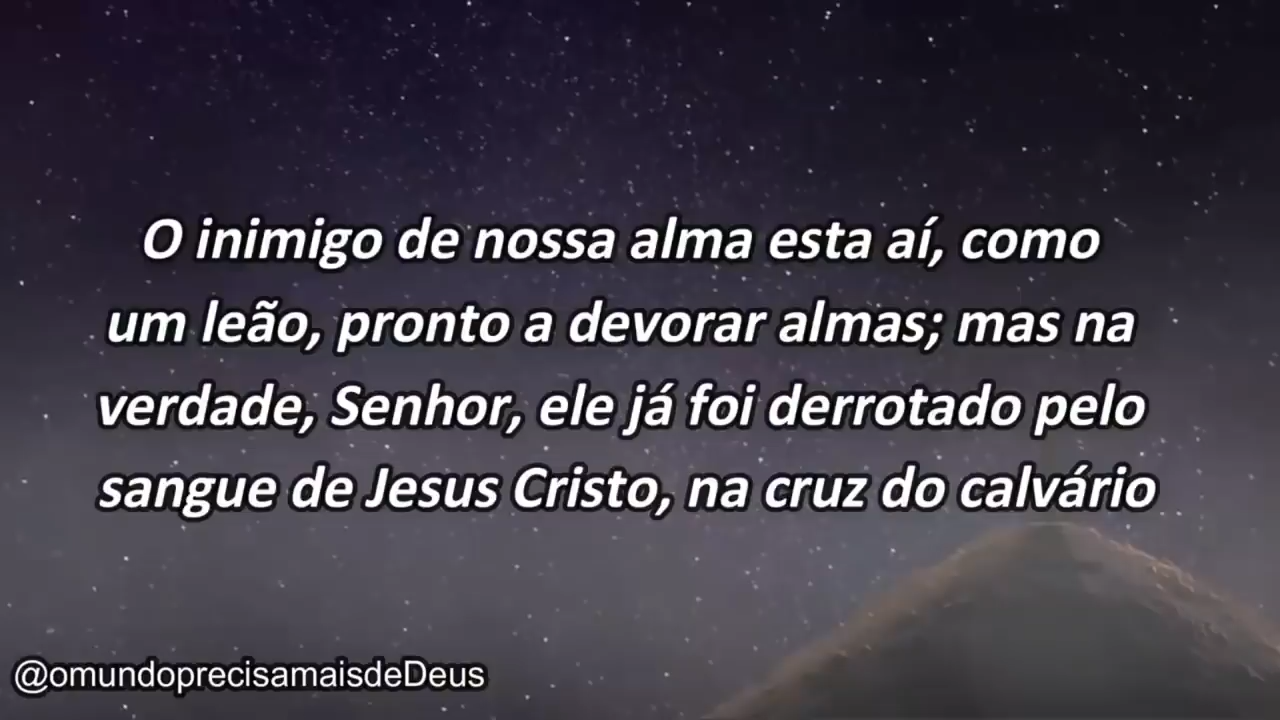 O inimigo de nossa alma esta aí, como
um leão, pronto a devorar almas; mas na
verdade, Senhor, ele já foi derrotado pelo
sangue de Jesus Cristo, na cruz do calvário
@omundoprecisamaisdeDeus